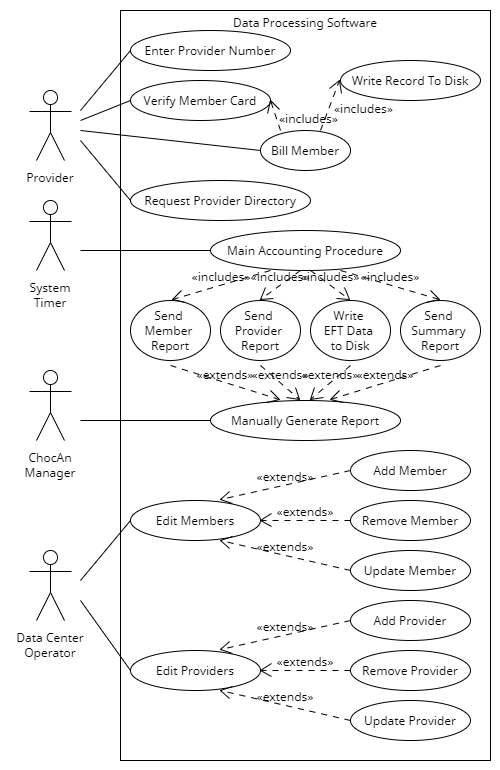 Data Processing Software
Enter Provider Number
Write Record To Disk
Verify Member Card
«includes»
«includes»
Bill Member
Provider
Request Provider Directory
Main Accounting Procedure
System
Timer
«includes»
«includes»
«includes»
«includes»
Send
Member
Report
Send
Provider
Report
Write
EFT Data
to Disk
Send
Summary
Report
«extends»
«extends»
«extends»
«extends»
Manually Generate Report
ChocAn
Manager
Add Member
«extends»
Edit Members
«extends»
Remove Member
«extends»
Update Member
Data Center
Operator
Add Provider
«extends»
Edit Providers
«extends»
Remove Provider
«extends»
Update Provider